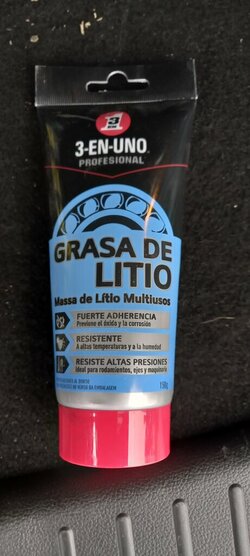 3-EN-UNO
PROFESIONAL
GRASA DE
LITIO
Massa de Lítio Multiusos
FUERTE ADHERENCIA
Previene el óxido y la corrosión
RESISTENTE
A altas temperaturas y a la humedad
RESISTE ALTAS PRESIONES
Ideal para rodamientos, ejes y maquinaria
150g